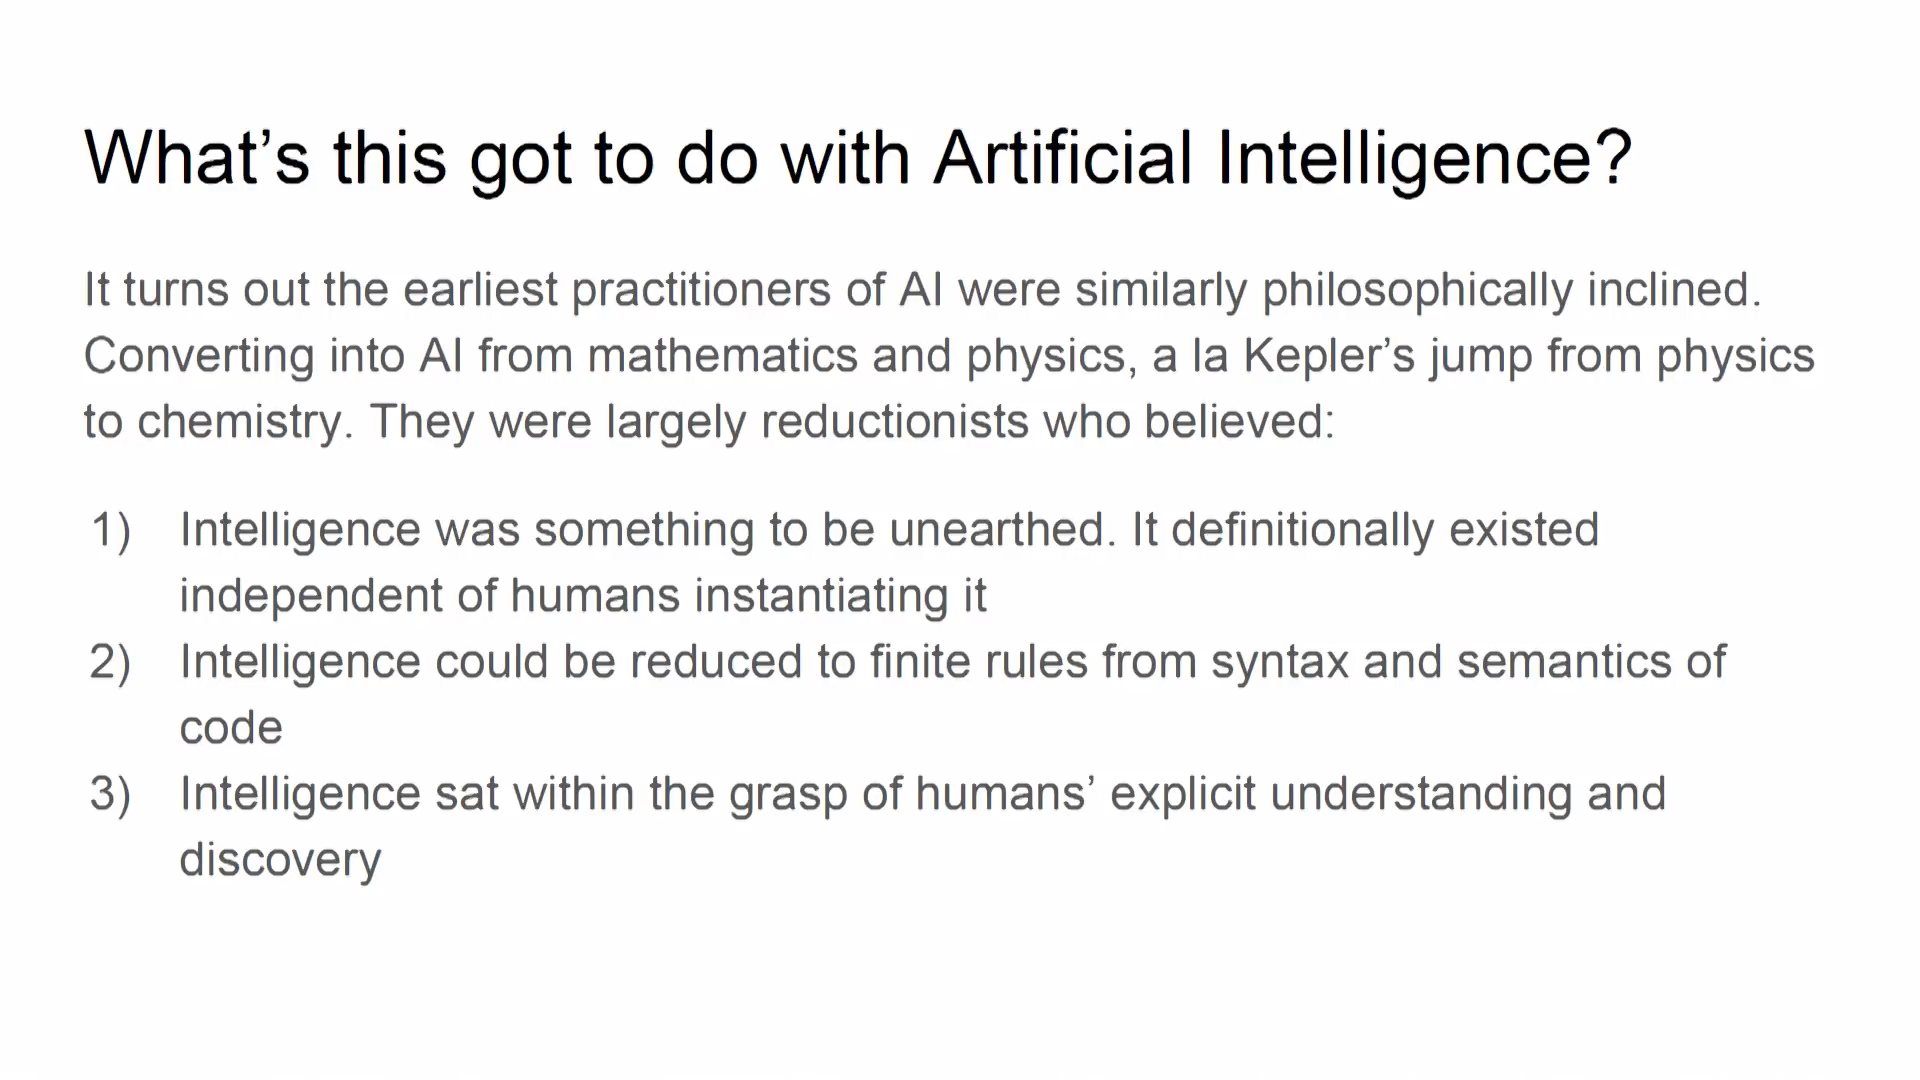 What’s this got to do with Artificial Intelligence?
It turns out the earliest practitioners of AI were similarly philosophically inclined.
Converting into AI from mathematics and physics, a la Kepler’s jump from physics
to chemistry. They were largely reductionists who believed:
1) Intelligence was something to be unearthed. It definitionally existed
independent of humans instantiating it
2) Intelligence could be reduced to finite rules from syntax and semantics of
code
3) Intelligence sat within the grasp of humans’ explicit understanding and
discovery